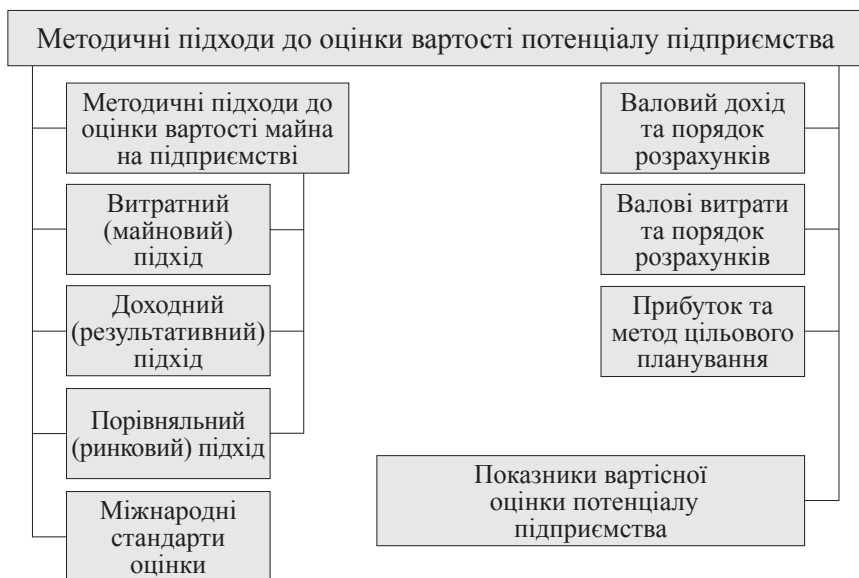 Методичні підходи до оцінки вартості потенціалу підприємства
Методичні підходи до
оцінки вартості майна
на підприємстві
Витратний
(майновий)
підхід
Доходний
(результативний)
підхід
Порівняльний
(ринковий) підхід
Міжнародні
стандарти
оцінки
Валовий дохід
та порядок
розрахунків
Валові витрати
та порядок
розрахунків
Прибуток та
метод цільового
планування
Показники вартісної
оцінки потенціалу
підприємства